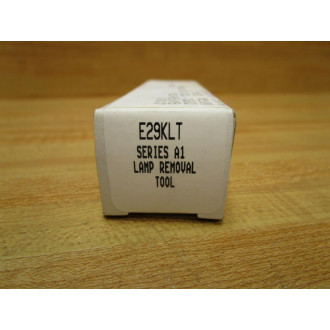 E29KLT
SERIES A1
LAMP REMOVAL
TOOL